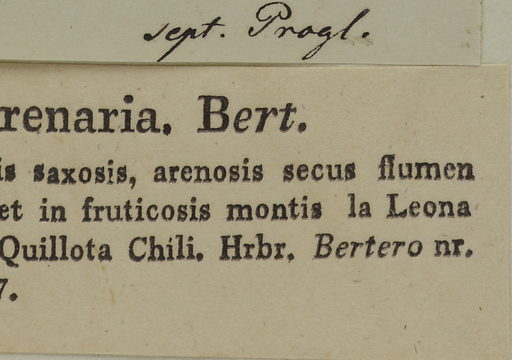 sept. Progl.
renaria. Bert.
is saxosis, arenosis secus flumen
et in fruticosis montis la Leona
Quillota Chili. Hrbr. Bertero nr.
7.